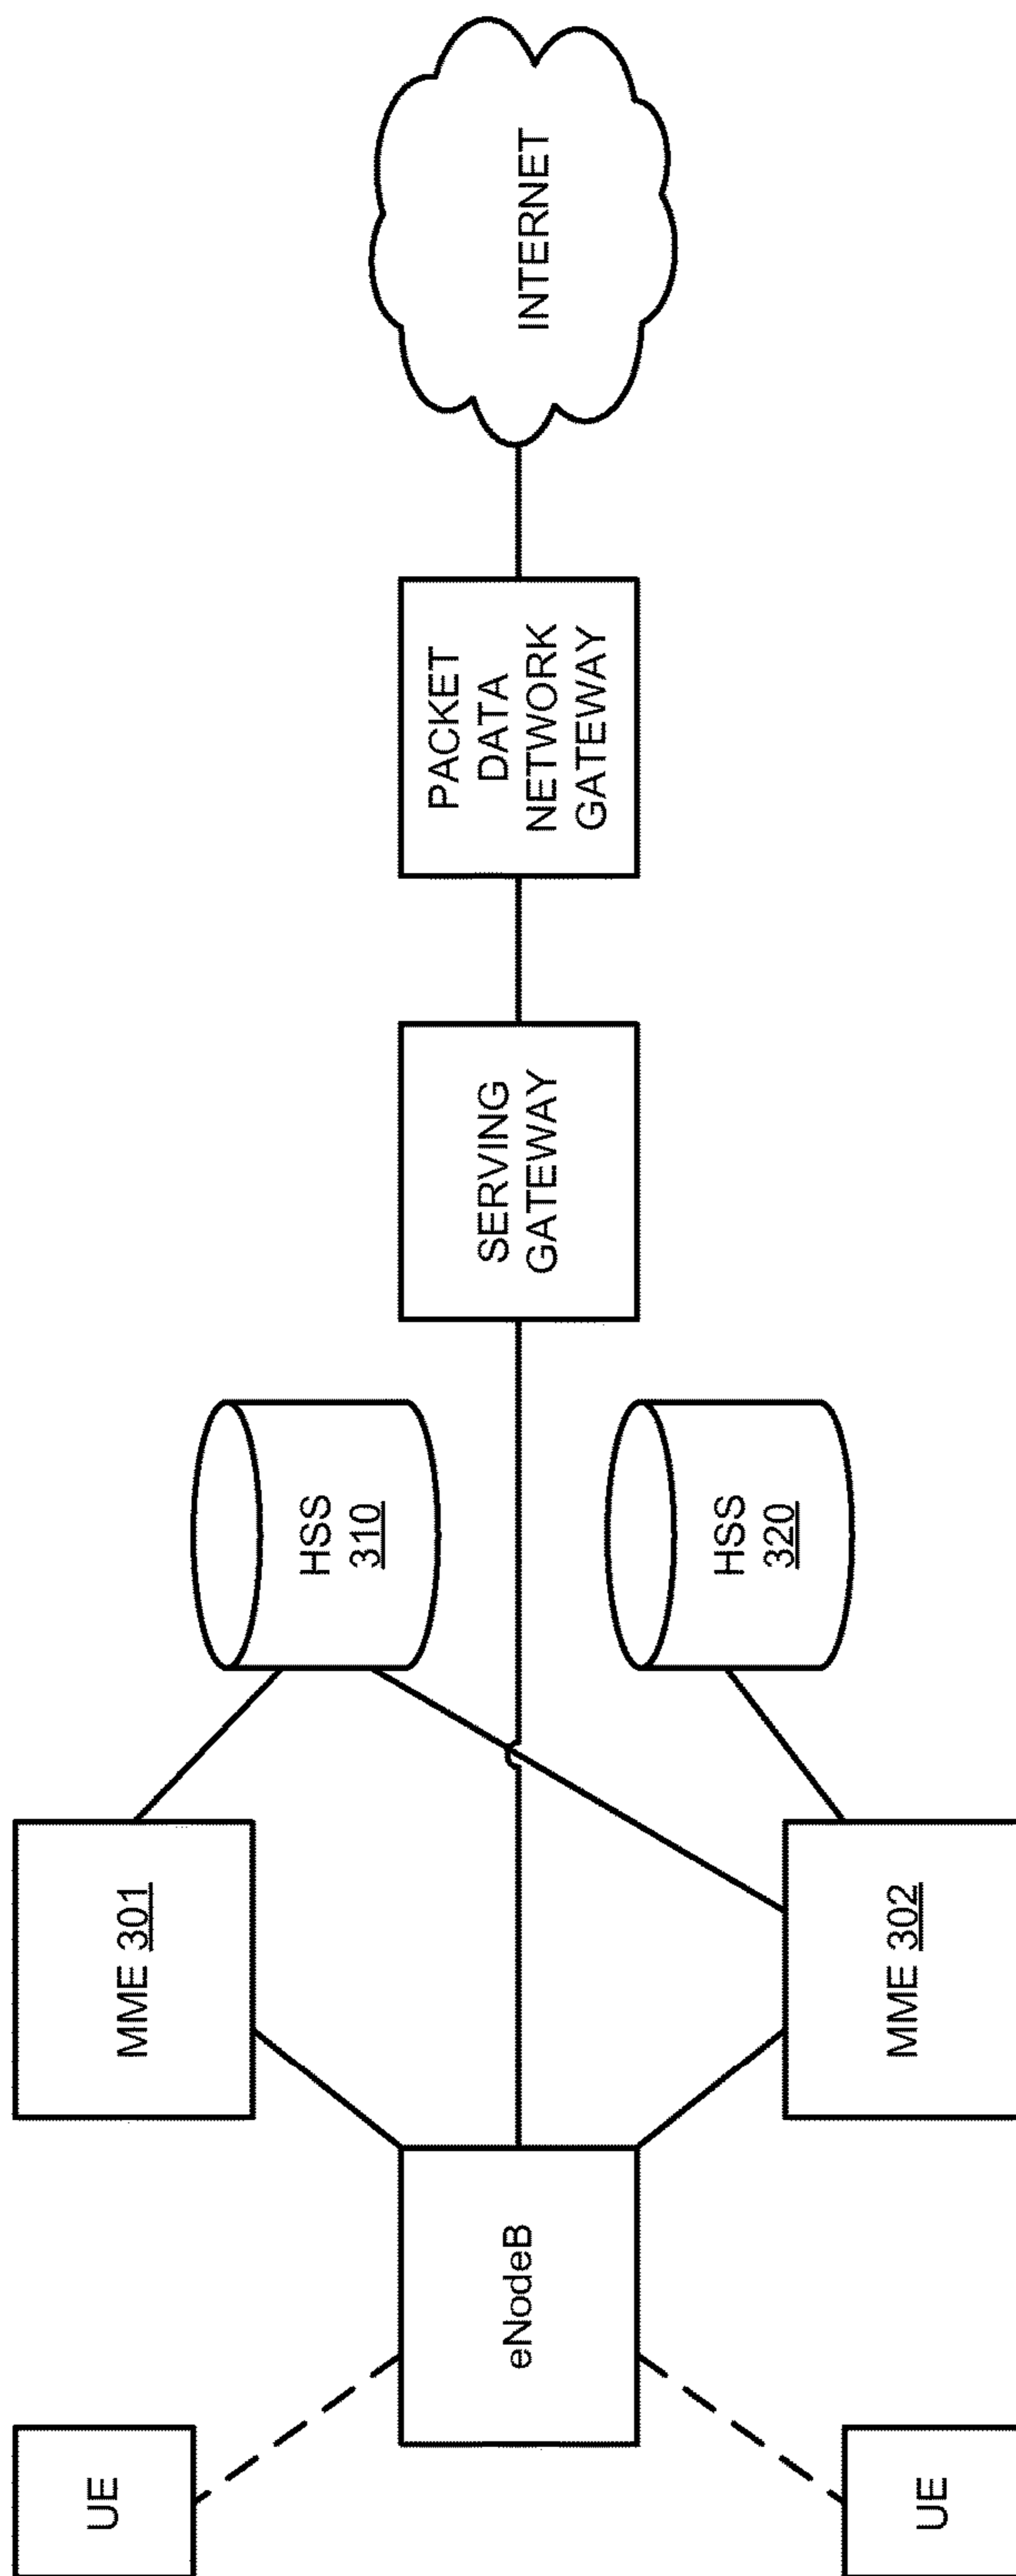 UE
UE
eNodeB
MME 301
MME 302
HSS
310
HSS
320
SERVING
GATEWAY
PACKET
DATA
NETWORK
GATEWAY
INTERNET